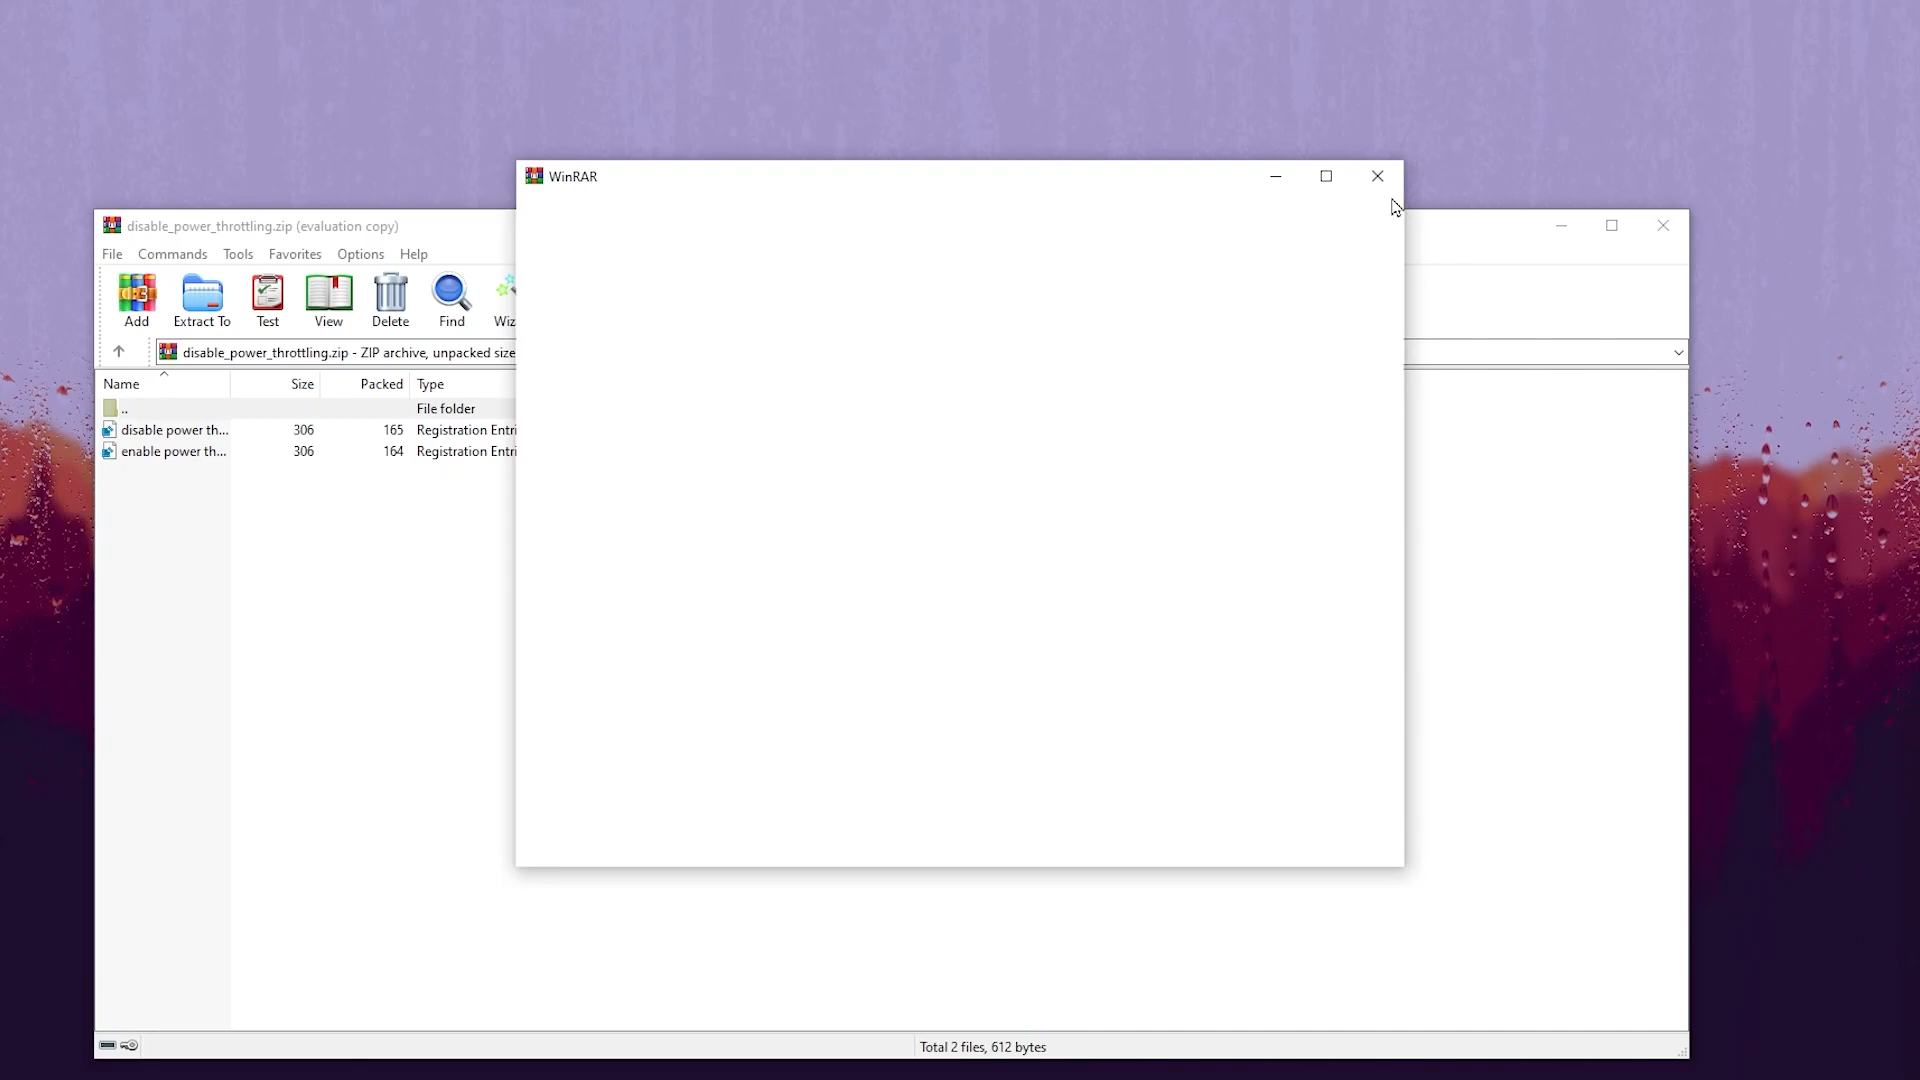 WinRAR
disable_power_throttling.zip (evaluation copy)
File Commands Tools Favorites Options Help
Add Extract To Test View Delete Find Wiz
disable_power_throttling.zip - ZIP archive, unpacked size
Name Size Packed Type
.. File folder
disable power th... 306 165 Registration Entri
enable power th... 306 164 Registration Entri
Total 2 files, 612 bytes